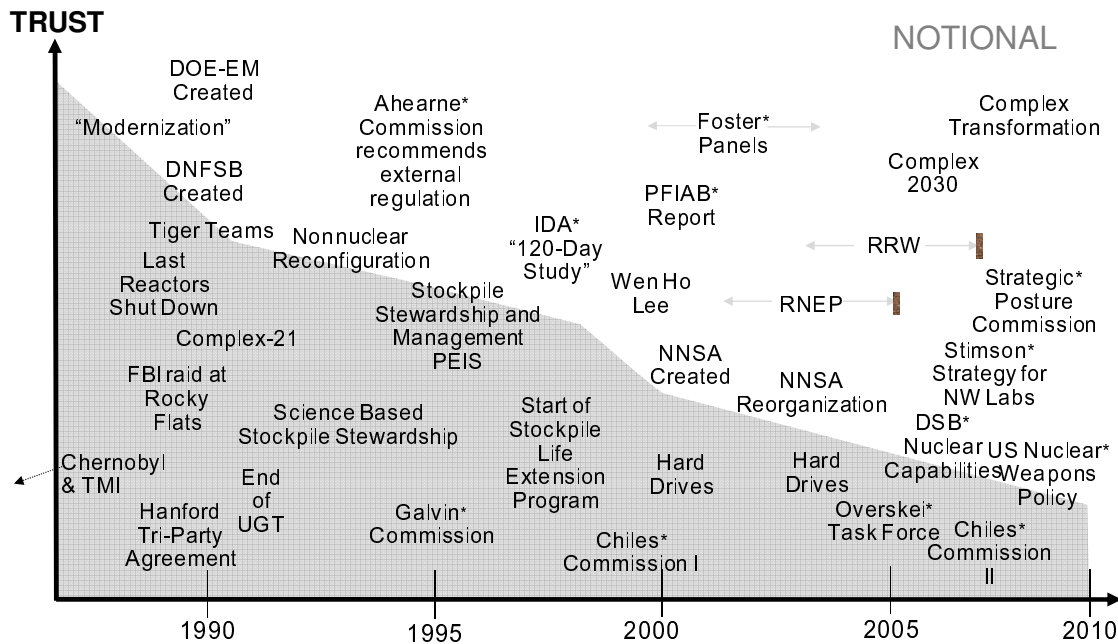 TRUST
NOTIONAL
DOE-EM
Created
"Modernization"
DNFSB
Created
Tiger Teams
Last
Reactors
Shut Down
Complex-21
FBI raid at
Rocky
Flats
Chernobyl
& TMI
Hanford
Tri-Party
Agreement
End
of
UGT
Ahearne*
Commission
recommends
external
regulation
Nonnuclear
Reconfiguration
Stockpile
Stewardship and
Management
PEIS
Science Based
Stockpile Stewardship
Galvin*
Commission
IDA*
"120-Day
Study"
Start of
Stockpile
Life
Extension
Program
Chiles*
Commission I
Foster*
Panels
PFIAB*
Report
Wen Ho
Lee
NNSA
Created
Hard
Drives
RRW
RNEP
NNSA
Reorganization
Hard
Drives
Overskei*
Task Force
Complex
Transformation
Complex
2030
Strategic*
Posture
Commission
Stimson*
Strategy for
NW Labs
DSB*
Nuclear
Capabilities
US Nuclear*
Weapons
Policy
Chiles*
Commission
II
1990
1995
2000
2005
2010